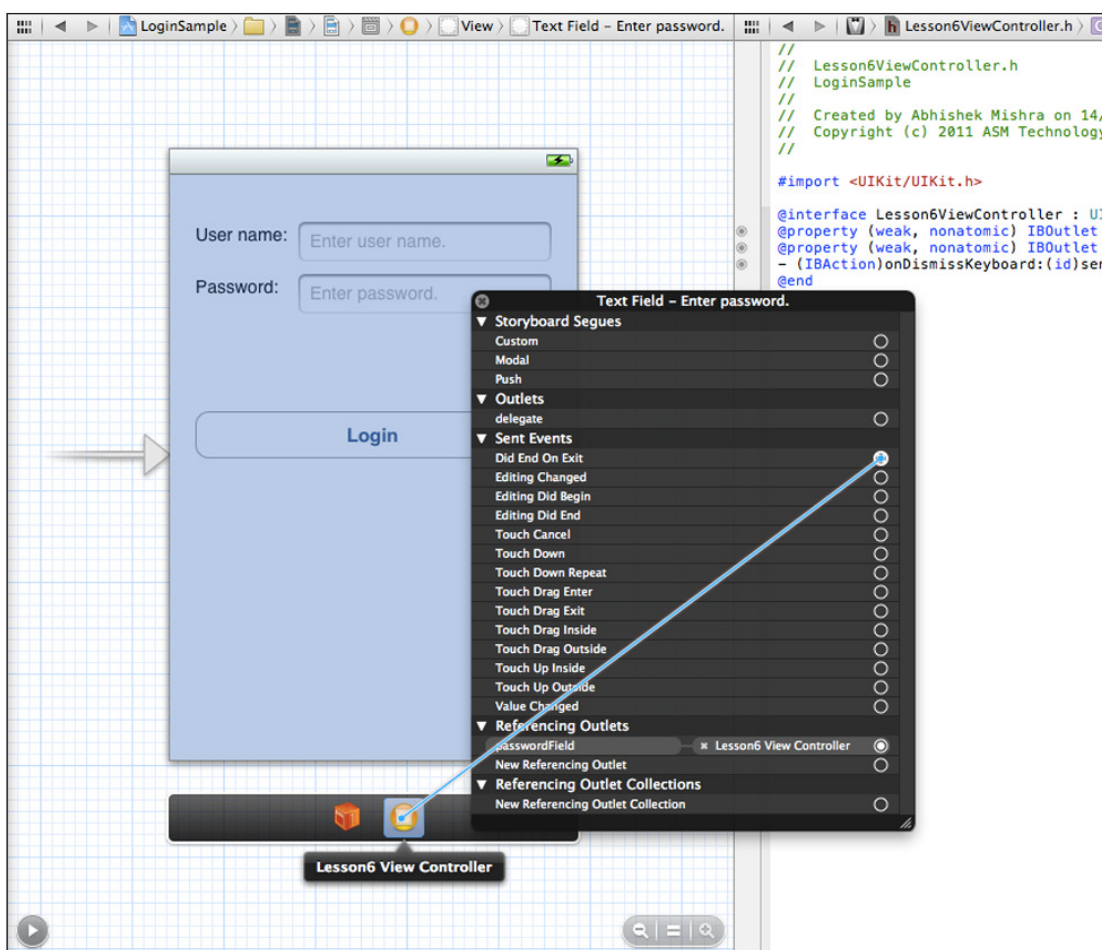 LoginSample
View
Text Field – Enter password.
Lesson6ViewController.h
//
// Lesson6ViewController.h
// LoginSample
//
// Created by Abhishek Mishra on 14/
// Copyright (c) 2011 ASM Technology
//
#import <UIKit/UIKit.h>
@interface Lesson6ViewController : UI
@property (weak, nonatomic) IBOutlet
@property (weak, nonatomic) IBOutlet
- (IBAction)onDismissKeyboard:(id)sen
@end
User name:
Enter user name.
Password:
Enter password.
Login
Text Field – Enter password.
Storyboard Segues
Custom
Modal
Push
Outlets
delegate
Sent Events
Did End On Exit
Editing Changed
Editing Did Begin
Editing Did End
Touch Cancel
Touch Down
Touch Down Repeat
Touch Drag Enter
Touch Drag Exit
Touch Drag Inside
Touch Drag Outside
Touch Up Inside
Touch Up Outside
Value Changed
Referencing Outlets
passwordField
Lesson6 View Controller
New Referencing Outlet
Referencing Outlet Collections
New Referencing Outlet Collection
Lesson6 View Controller